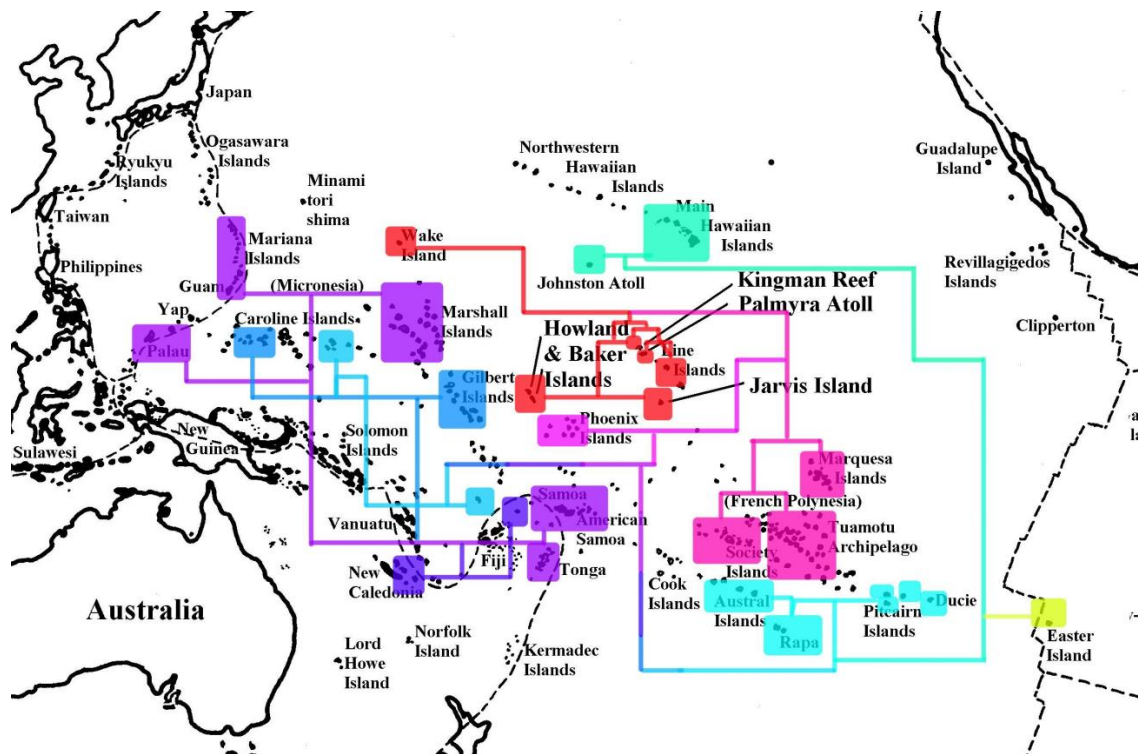 Japan
Ogasawara
Islands
Ryukyu
Islands
Taiwan
Philippines
Minami
tori
shima
Northwestern
Hawaiian
Islands
Main
Hawaiian
Islands
Guadalupe
Island
Revillagigedos
Islands
Clipperton
Mariana
Islands
Guam
(Micronesia)
Wake
Island
Johnston Atoll
Kingman Reef
Palmyra Atoll
Yap
Caroline Islands
Palau
Marshall
Islands
Howland
& Baker
Islands
Line
Islands
Jarvis Island
Gilbert
Islands
Phoenix
Islands
Sulawesi
New
Guinea
Solomon
Islands
Marquesa
Islands
(French Polynesia)
Samoa
American
Samoa
Tuamotu
Archipelago
Society
Islands
Vanuatu
Fiji
Tonga
New
Caledonia
Cook
Islands
Austral
Islands
Rapa
Pitcairn
Islands
Ducie
Easter
Island
Australia
Norfolk
Island
Lord
Howe
Island
Kermadec
Islands